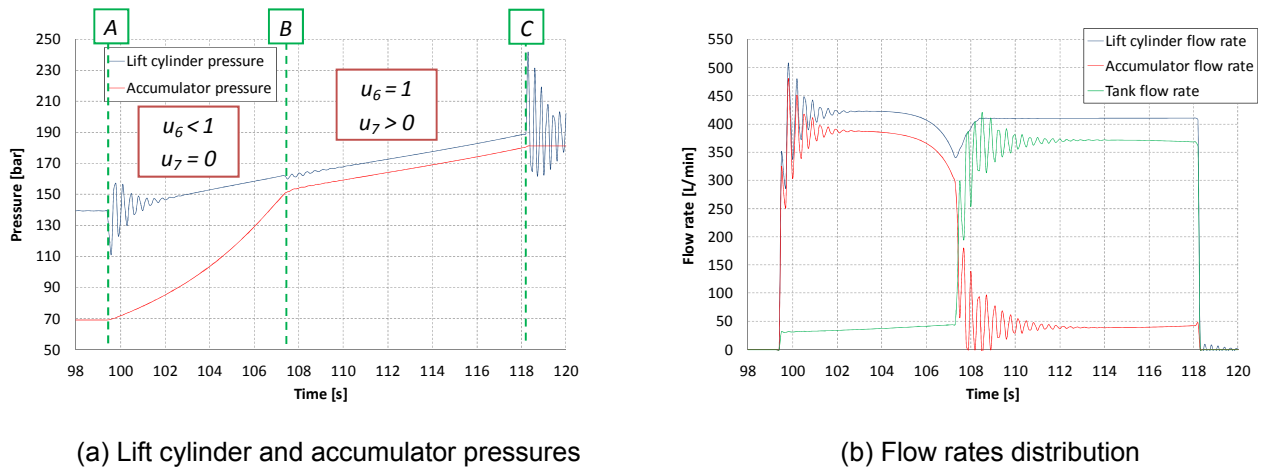 A
B
C
250
230
210
190
170
150
130
110
90
70
50
Pressure [bar]
Lift cylinder pressure
Accumulator pressure
u6 < 1
u7 = 0
u6 = 1
u7 > 0
98 100 102 104 106 108 110 112 114 116 118 120
Time [s]
(a) Lift cylinder and accumulator pressures
550
500
450
400
350
300
250
200
150
100
50
0
Flow rate [L/min]
Lift cylinder flow rate
Accumulator flow rate
Tank flow rate
98 100 102 104 106 108 110 112 114 116 118 120
Time [s]
(b) Flow rates distribution